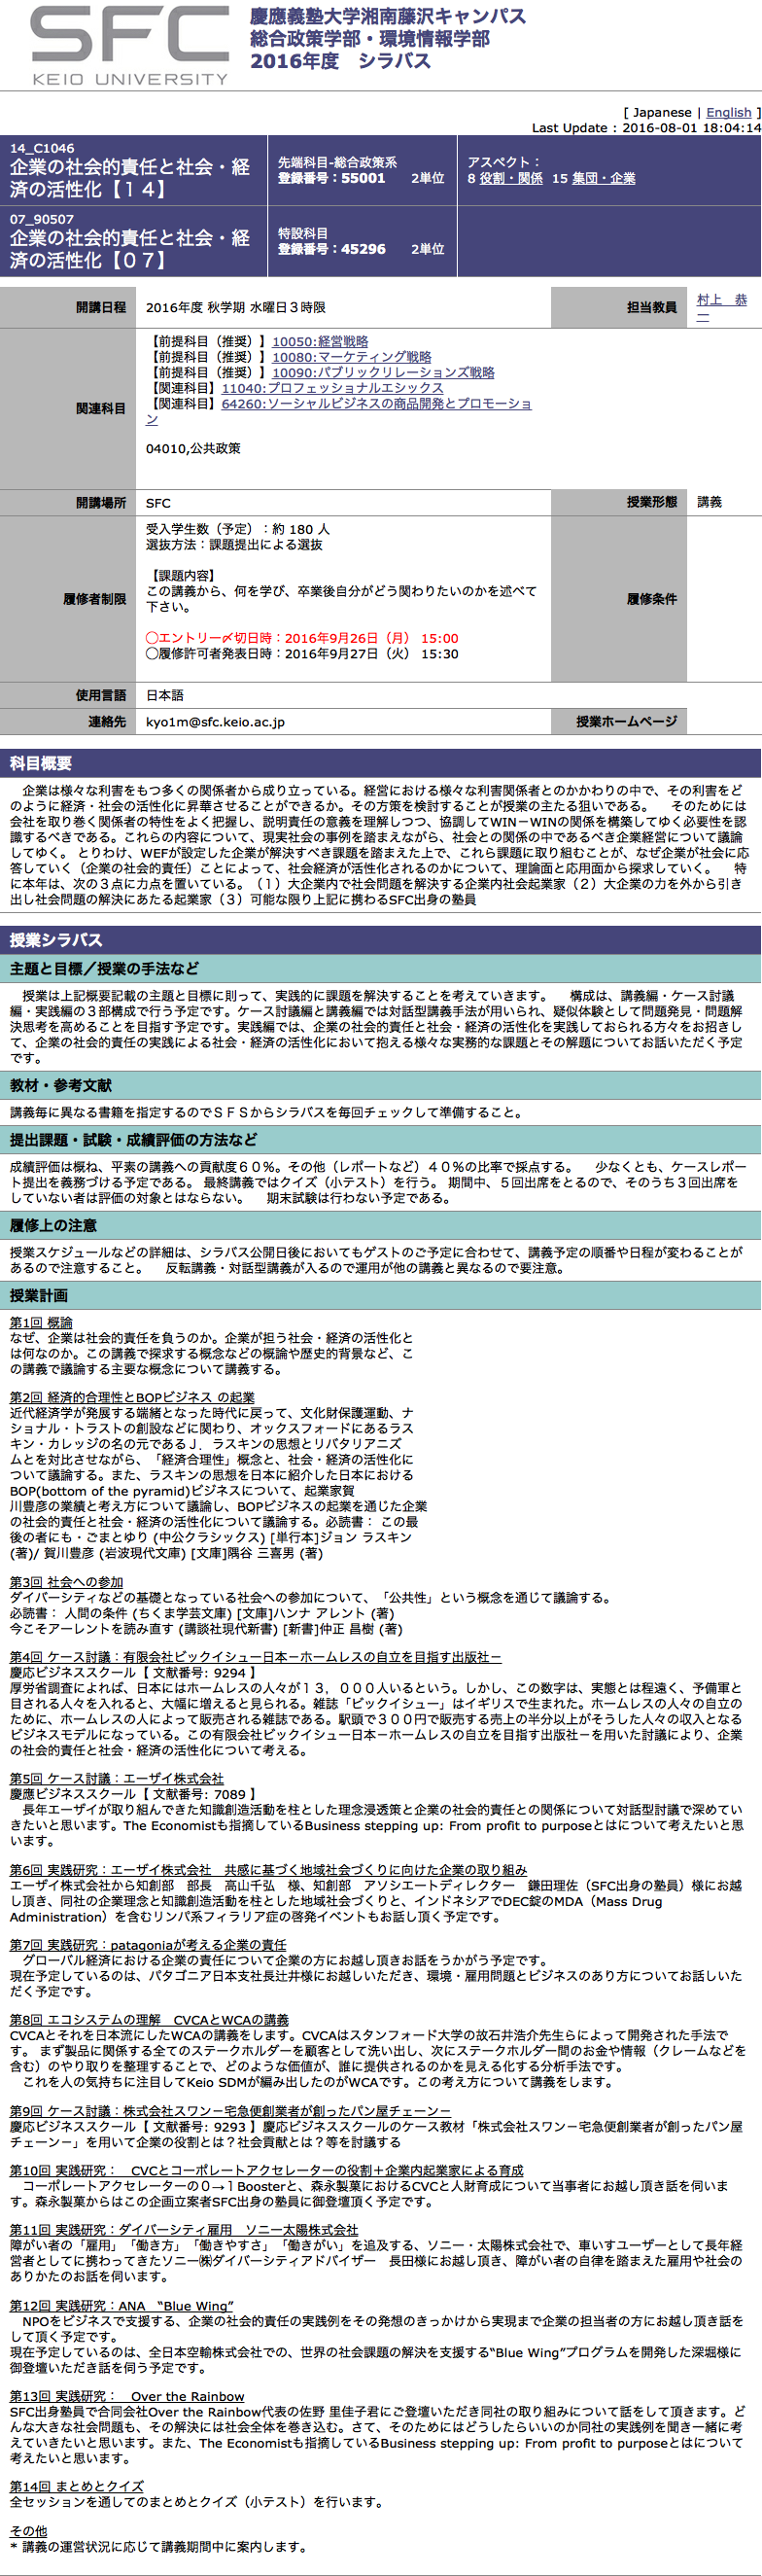 SFC
KEIO UNIVERSITY
慶應義塾大学湘南藤沢キャンパス
総合政策学部・環境情報学部
2016年度　シラバス
[ Japanese | English ]
Last Update : 2016-08-01 18:04:14
14_C1046
企業の社会的責任と社会・経
済の活性化【１４】
先端科目-総合政策系
登録番号：55001 2単位
アスペクト：
8 役割・関係 15 集団・企業
07_90507
企業の社会的責任と社会・経
済の活性化【０７】
特設科目
登録番号：45296 2単位
開講日程
2016年度 秋学期 水曜日３時限
担当教員
村上　恭
一
関連科目
【前提科目（推奨）】10050:経営戦略
【前提科目（推奨）】10080:マーケティング戦略
【前提科目（推奨）】10090:パブリックリレーションズ戦略
【関連科目】11040:プロフェッショナルエシックス
【関連科目】64260:ソーシャルビジネスの商品開発とプロモーショ
ン
04010,公共政策
開講場所
SFC
授業形態
講義
履修者制限
受入学生数（予定）：約 180 人
選抜方法：課題提出による選抜
【課題内容】
この講義から、何を学び、卒業後自分がどう関わりたいのかを述べて
下さい。
◯エントリー〆切日時：2016年9月26日（月） 15:00
◯履修許可者発表日時：2016年9月27日（火） 15:30
履修条件
使用言語
日本語
連絡先
kyo1m@sfc.keio.ac.jp
授業ホームページ
科目概要
企業は様々な利害をもつ多くの関係者から成り立っている。経営における様々な利害関係者とのかかわりの中で、その利害をど
のように経済・社会の活性化に昇華させることができるか。その方策を検討することが授業の主たる狙いである。　そのためには
会社を取り巻く関係者の特性をよく把握し、説明責任の意義を理解しつつ、協調してWIN－WINの関係を構築してゆく必要性を認
識するべきである。これらの内容について、現実社会の事例を踏まえながら、社会との関係の中であるべき企業経営について議論
してゆく。 とりわけ、WEFが設定した企業が解決すべき課題を踏まえた上で、これら課題に取り組むことが、なぜ企業が社会に応
答していく（企業の社会的責任）ことによって、社会経済が活性化されるのかについて、理論面と応用面から探求していく。　特
に本年は、次の３点に力点を置いている。（１）大企業内で社会問題を解決する企業内社会起業家（２）大企業の力を外から引き
出し社会問題の解決にあたる起業家（３）可能な限り上記に携わるSFC出身の塾員
授業シラバス
主題と目標／授業の手法など
授業は上記概要記載の主題と目標に則って、実践的に課題を解決することを考えていきます。　構成は、講義編・ケース討議
編・実践編の３部構成で行う予定です。ケース討議編と講義編では対話型講義手法が用いられ、疑似体験として問題発見・問題解
決思考を高めることを目指す予定です。実践編では、企業の社会的責任と社会・経済の活性化を実践しておられる方々をお招きし
て、企業の社会的責任の実践による社会・経済の活性化において抱える様々な実務的な課題とその解題についてお話いただく予定
です。
教材・参考文献
講義毎に異なる書籍を指定するのでＳＦＳからシラバスを毎回チェックして準備すること。
提出課題・試験・成績評価の方法など
成績評価は概ね、平素の講義への貢献度６０％。その他（レポートなど）４０％の比率で採点する。　少なくとも、ケースレポー
ト提出を義務づける予定である。 最終講義ではクイズ（小テスト）を行う。 期間中、５回出席をとるので、そのうち３回出席を
していない者は評価の対象とはならない。　期末試験は行わない予定である。
履修上の注意
授業スケジュールなどの詳細は、シラバス公開日後においてもゲストのご予定に合わせて、講義予定の順番や日程が変わることが
あるので注意すること。　反転講義・対話型講義が入るので運用が他の講義と異なるので要注意。
授業計画
第1回 概論
なぜ、企業は社会的責任を負うのか。企業が担う社会・経済の活性化と
は何なのか。この講義で探求する概念などの概論や歴史的背景など、こ
の講義で議論する主要な概念について講義する。
第2回 経済的合理性とBOPビジネス の起業
近代経済学が発展する端緒となった時代に戻って、文化財保護運動、ナ
ショナル・トラストの創設などに関わり、オックスフォードにあるラス
キン・カレッジの名の元であるＪ．ラスキンの思想とリバタリアニズ
ムとを対比させながら、「経済合理性」概念と、社会・経済の活性化に
ついて議論する。また、ラスキンの思想を日本に紹介した日本における
BOP(bottom of the pyramid)ビジネスについて、起業家賀
川豊彦の業績と考え方について議論し、BOPビジネスの起業を通じた企業
の社会的責任と社会・経済の活性化について議論する。必読書： この最
後の者にも・ごまとゆり (中公クラシックス) [単行本]ジョン ラスキン
(著)/ 賀川豊彦 (岩波現代文庫) [文庫]隅谷 三喜男 (著)
第3回 社会への参加
ダイバーシティなどの基礎となっている社会への参加について、「公共性」という概念を通じて議論する。
必読書： 人間の条件 (ちくま学芸文庫) [文庫]ハンナ アレント (著)
今こそアーレントを読み直す (講談社現代新書) [新書]仲正 昌樹 (著)
第4回 ケース討議：有限会社ビックイシュー日本－ホームレスの自立を目指す出版社－
慶応ビジネススクール【 文献番号: 9294 】
厚労省調査によれば、日本にはホームレスの人々が１３，０００人いるという。しかし、この数字は、実態とは程遠く、予備軍と
目される人々を入れると、大幅に増えると見られる。雑誌「ビックイシュー」はイギリスで生まれた。ホームレスの人々の自立の
ために、ホームレスの人によって販売される雑誌である。駅頭で３００円で販売する売上の半分以上がそうした人々の収入となる
ビジネスモデルになっている。この有限会社ビックイシュー日本－ホームレスの自立を目指す出版社－を用いた討議により、企業
の社会的責任と社会・経済の活性化について考える。
第5回 ケース討議：エーザイ株式会社
慶應ビジネススクール【 文献番号: 7089 】
長年エーザイが取り組んできた知識創造活動を柱とした理念浸透策と企業の社会的責任との関係について対話型討議で深めてい
きたいと思います。The Economistも指摘しているBusiness stepping up: From profit to purposeとはについて考えたいと思
います。
第6回 実践研究：エーザイ株式会社　共感に基づく地域社会づくりに向けた企業の取り組み
エーザイ株式会社から知創部　部長　高山千弘　様、知創部　アソシエートディレクター　鎌田理佐（SFC出身の塾員）様にお越
し頂き、同社の企業理念と知識創造活動を柱とした地域社会づくりと、インドネシアでDEC錠のMDA（Mass Drug
Administration）を含むリンパ系フィラリア症の啓発イベントもお話し頂く予定です。
第7回 実践研究：patagoniaが考える企業の責任
グローバル経済における企業の責任について企業の方にお越し頂きお話をうかがう予定です。
現在予定しているのは、パタゴニア日本支社長辻井様にお越しいただき、環境・雇用問題とビジネスのあり方についてお話しいた
だく予定です。
第8回 エコシステムの理解　CVCAとWCAの講義
CVCAとそれを日本流にしたWCAの講義をします。CVCAはスタンフォード大学の故石井浩介先生らによって開発された手法で
す。 まず製品に関係する全てのステークホルダーを顧客として洗い出し、次にステークホルダー間のお金や情報（クレームなどを
含む）のやり取りを整理することで、どのような価値が、誰に提供されるのかを見える化する分析手法です。
これを人の気持ちに注目してKeio SDMが編み出したのがWCAです。この考え方について講義をします。
第9回 ケース討議：株式会社スワン－宅急便創業者が創ったパン屋チェーン－
慶応ビジネススクール【 文献番号: 9293 】慶応ビジネススクールのケース教材「株式会社スワン－宅急便創業者が創ったパン屋
チェーン－」を用いて企業の役割とは？社会貢献とは？等を討議する
第10回 実践研究：　CVCとコーポレートアクセレーターの役割＋企業内起業家による育成
コーポレートアクセレーターの０→１Boosterと、森永製菓におけるCVCと人財育成について当事者にお越し頂き話を伺いま
す。森永製菓からはこの企画立案者SFC出身の塾員に御登壇頂く予定です。
第11回 実践研究：ダイバーシティ雇用　ソニー太陽株式会社
障がい者の「雇用」「働き方」「働きやすさ」「働きがい」を追及する、ソニー・太陽株式会社で、車いすユーザーとして長年経
営者としてに携わってきたソニー㈱ダイバーシティアドバイザー　長田様にお越し頂き、障がい者の自律を踏まえた雇用や社会の
ありかたのお話を伺います。
第12回 実践研究：ANA　“Blue Wing”
NPOをビジネスで支援する、企業の社会的責任の実践例をその発想のきっかけから実現まで企業の担当者の方にお越し頂き話を
して頂く予定です。
現在予定しているのは、全日本空輸株式会社での、世界の社会課題の解決を支援する“Blue Wing”プログラムを開発した深堀様に
御登壇いただき話を伺う予定です。
第13回 実践研究：　Over the Rainbow
SFC出身塾員で合同会社Over the Rainbow代表の佐野 里佳子君にご登壇いただき同社の取り組みについて話をして頂きます。ど
んな大きな社会問題も、その解決には社会全体を巻き込む。さて、そのためにはどうしたらいいのか同社の実践例を聞き一緒に考
えていきたいと思います。また、The Economistも指摘しているBusiness stepping up: From profit to purposeとはについて
考えたいと思います。
第14回 まとめとクイズ
全セッションを通してのまとめとクイズ（小テスト）を行います。
その他
* 講義の運営状況に応じて講義期間中に案内します。